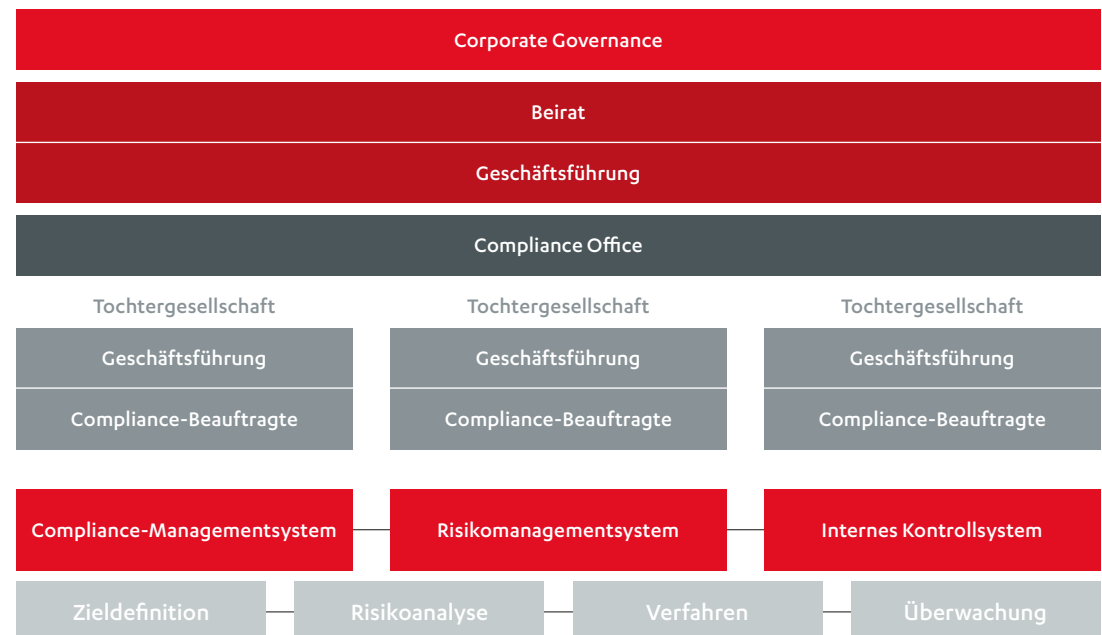 Corporate Governance
Beirat
Geschäftsführung
Compliance Office
Tochtergesellschaft Tochtergesellschaft Tochtergesellschaft
Geschäftsführung Geschäftsführung Geschäftsführung
Compliance-Beauftragte Compliance-Beauftragte Compliance-Beauftragte
Compliance-Managementsystem Risikomanagementsystem Internes Kontrollsystem
Zieldefinition Risikoanalyse Verfahren Überwachung